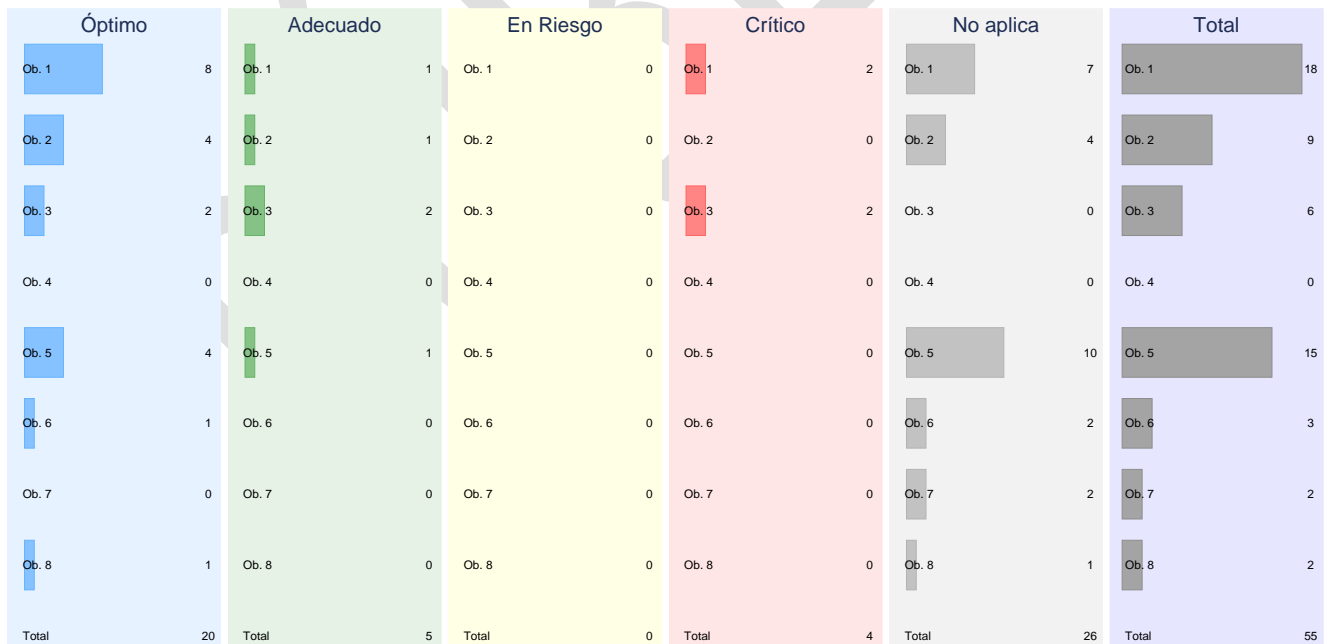 Óptimo Adecuado En Riesgo Crítico No aplica Total
Ob. 1 8 Ob. 1 1 Ob. 1 0 Ob. 1 2 Ob. 1 7 Ob. 1 18
Ob. 2 4 Ob. 2 1 Ob. 2 0 Ob. 2 0 Ob. 2 4 Ob. 2 9
Ob. 3 2 Ob. 3 2 Ob. 3 0 Ob. 3 2 Ob. 3 0 Ob. 3 6
Ob. 4 0 Ob. 4 0 Ob. 4 0 Ob. 4 0 Ob. 4 0 Ob. 4 0
Ob. 5 4 Ob. 5 1 Ob. 5 0 Ob. 5 0 Ob. 5 10 Ob. 5 15
Ob. 6 1 Ob. 6 0 Ob. 6 0 Ob. 6 0 Ob. 6 2 Ob. 6 3
Ob. 7 0 Ob. 7 0 Ob. 7 0 Ob. 7 0 Ob. 7 2 Ob. 7 2
Ob. 8 1 Ob. 8 0 Ob. 8 0 Ob. 8 0 Ob. 8 1 Ob. 8 2
Total 20 Total 5 Total 0 Total 4 Total 26 Total 55